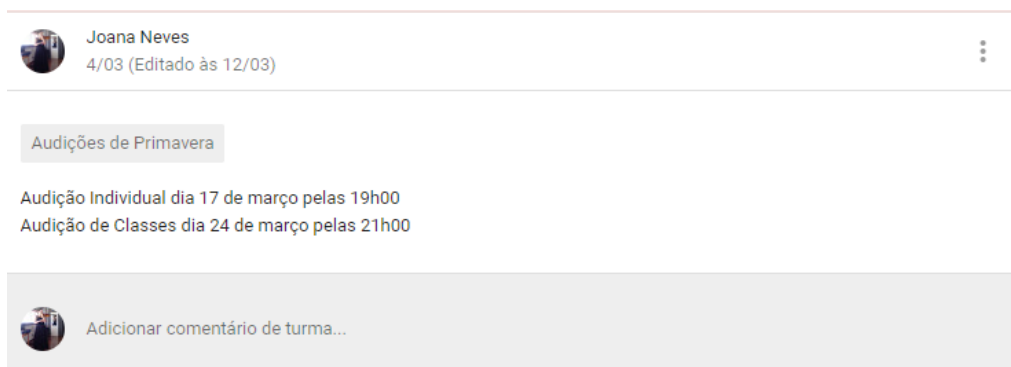 Joana Neves
4/03 (Editado às 12/03)
Audições de Primavera
Audição Individual dia 17 de março pelas 19h00
Audição de Classes dia 24 de março pelas 21h00
Adicionar comentário de turma...